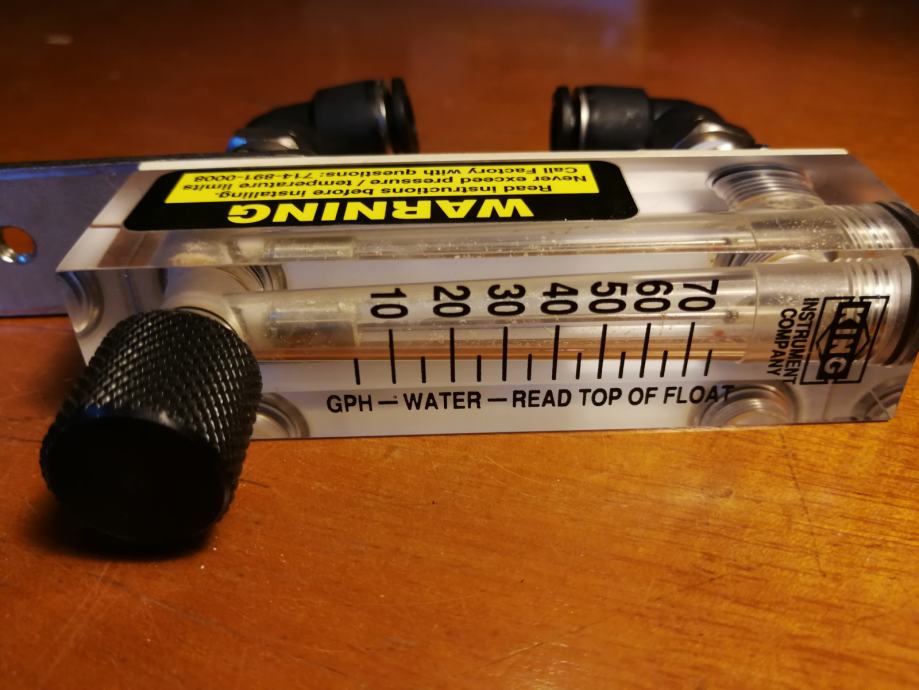 WARNING
Never exceed pressure / temperature limits
Read instructions before installing.
Call Factory with questions: 714-891-0008
10 20 30 40 50 60 70
GPH — WATER — READ TOP OF FLOAT
KING
INSTRUMENT
COMPANY